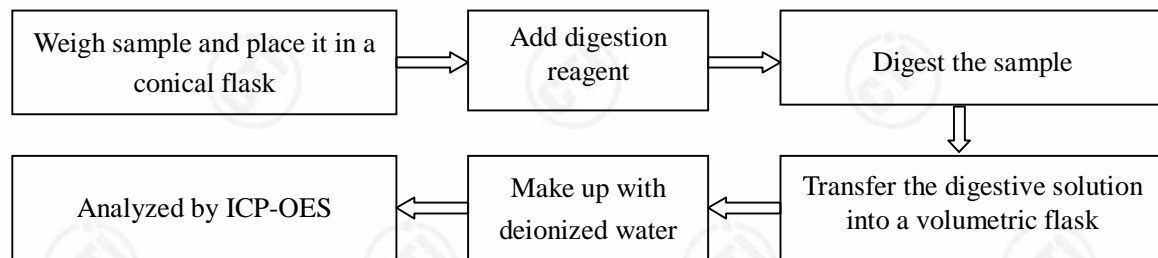 Weigh sample and place it in a
conical flask
Add digestion
reagent
Digest the sample
Transfer the digestive solution
into a volumetric flask
Make up with
deionized water
Analyzed by ICP-OES